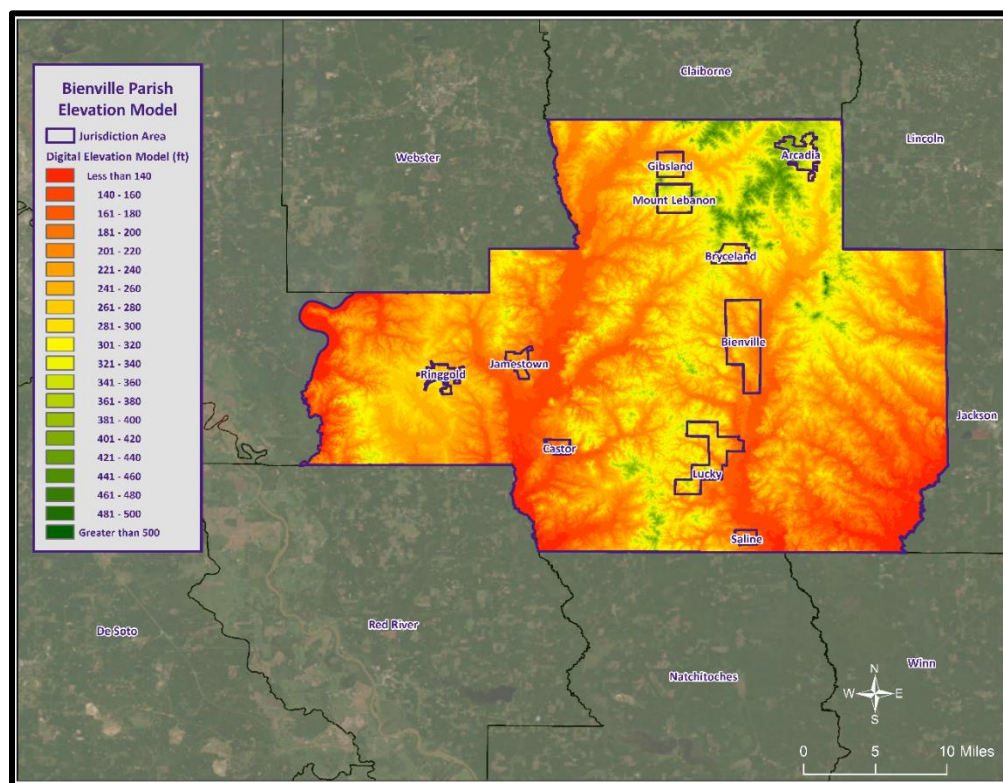 Bienville Parish
Elevation Model
Jurisdiction Area
Digital Elevation Model (ft)
Less than 140
140 - 160
161 - 180
181 - 200
201 - 220
221 - 240
241 - 260
261 - 280
281 - 300
301 - 320
321 - 340
341 - 360
361 - 380
381 - 400
401 - 420
421 - 440
441 - 460
461 - 480
481 - 500
Greater than 500
Claiborne
Webster
Lincoln
Arcadia
Gibsland
Mount Lebanon
Bryceland
Bienville
Jamestown
Ringgold
Jackson
Castor
Lucky
Saline
De Soto
Red River
Natchitoches
Winn
N
W E
S
0 5 10 Miles